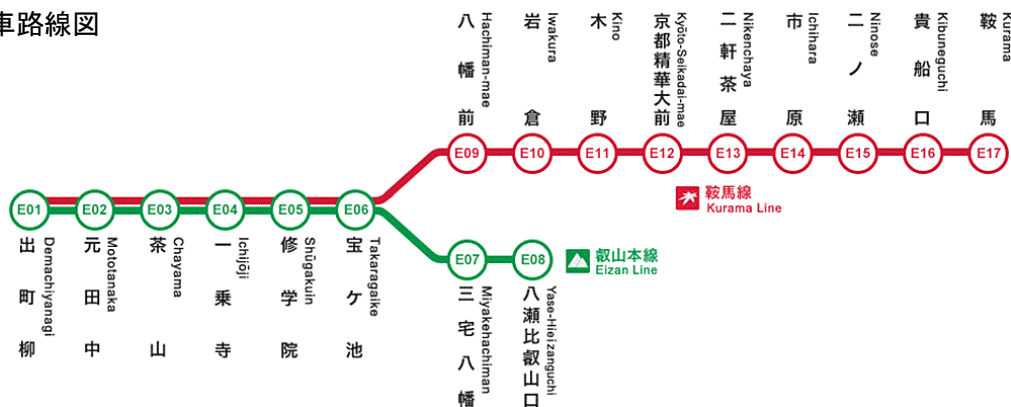 車路線図
八幡前
Hachiman-mae
岩倉
Iwakura
木野
Kino
京都精華大前
Kyōto-Seikadai-mae
二軒茶屋
Nikenchaya
市原
Ichihara
二ノ瀬
Ninose
貴船口
Kibuneguchi
鞍馬
Kurama
E09
E10
E11
E12
E13
E14
E15
E16
E17
鞍馬線
Kurama Line
E01
E02
E03
E04
E05
E06
出町柳
Demachiyanagi
元田中
Mototanaka
茶山
Chayama
一乗寺
Ichijōji
修学院
Shūgakuin
宝ケ池
Takaragaike
E07
E08
叡山本線
Eizan Line
三宅八幡
Miyakehachiman
八瀬比叡山口
Yase-Hieizanguchi